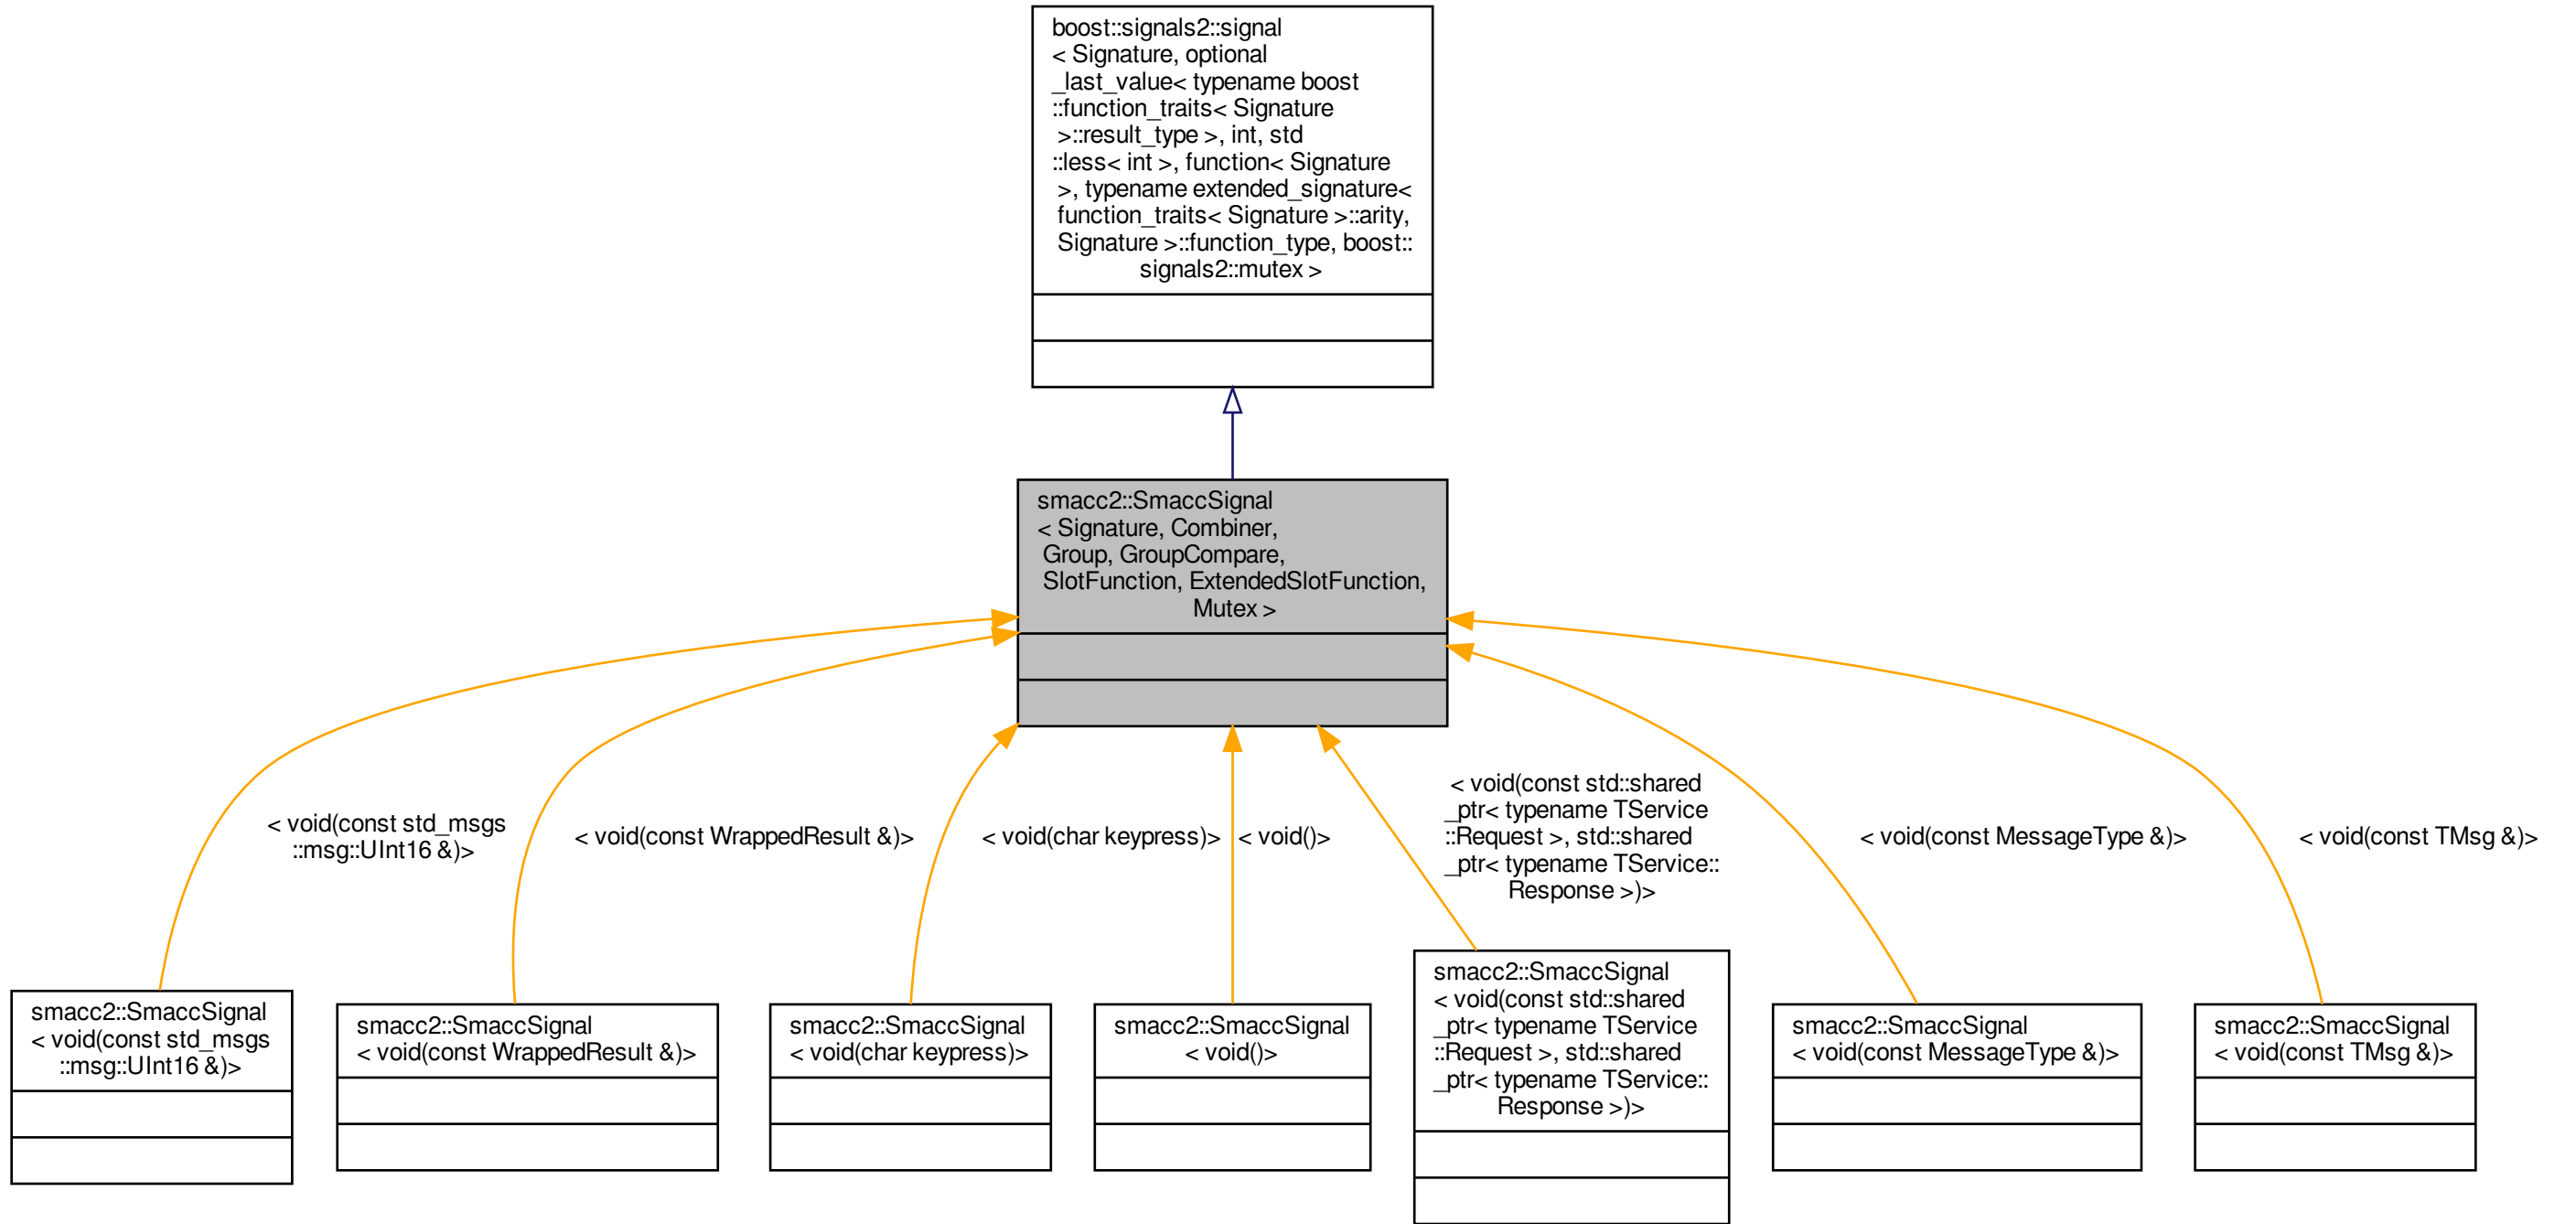 boost::signals2::signal
< Signature, optional
_last_value< typename boost
::function_traits< Signature
>::result_type >, int, std
::less< int >, function< Signature
>, typename extended_signature<
function_traits< Signature >::arity,
Signature >::function_type, boost::
signals2::mutex >
smacc2::SmaccSignal
< Signature, Combiner,
Group, GroupCompare,
SlotFunction, ExtendedSlotFunction,
Mutex >
< void(const std_msgs
::msg::UInt16 &)>
< void(const WrappedResult &)>
< void(char keypress)>
< void()>
< void(const std::shared
_ptr< typename TService
::Request >, std::shared
_ptr< typename TService::
Response >)>
< void(const MessageType &)>
< void(const TMsg &)>
smacc2::SmaccSignal
< void(const std_msgs
::msg::UInt16 &)>
smacc2::SmaccSignal
< void(const WrappedResult &)>
smacc2::SmaccSignal
< void(char keypress)>
smacc2::SmaccSignal
< void()>
smacc2::SmaccSignal
< void(const std::shared
_ptr< typename TService
::Request >, std::shared
_ptr< typename TService::
Response >)>
smacc2::SmaccSignal
< void(const MessageType &)>
smacc2::SmaccSignal
< void(const TMsg &)>